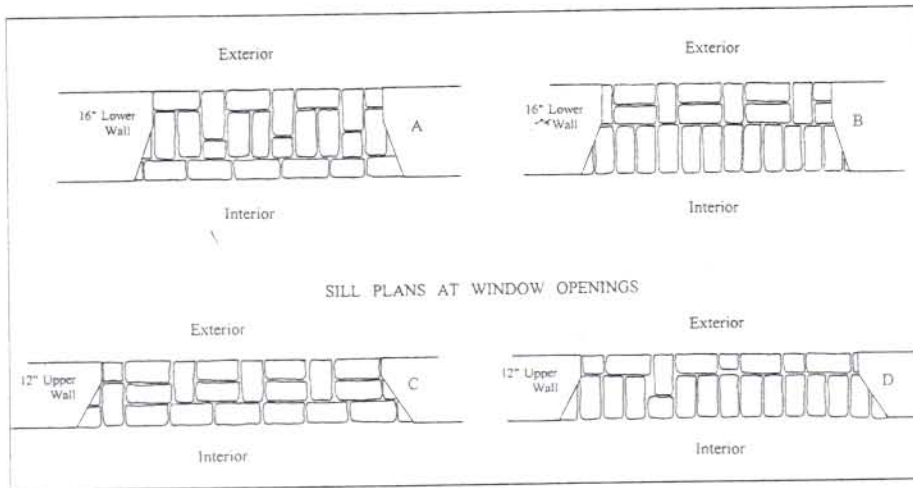 Exterior
16" Lower
Wall
A
Interior
Exterior
16" Lower
Wall
B
Interior
SILL PLANS AT WINDOW OPENINGS
Exterior
12" Upper
Wall
C
Interior
Exterior
12" Upper
Wall
D
Interior